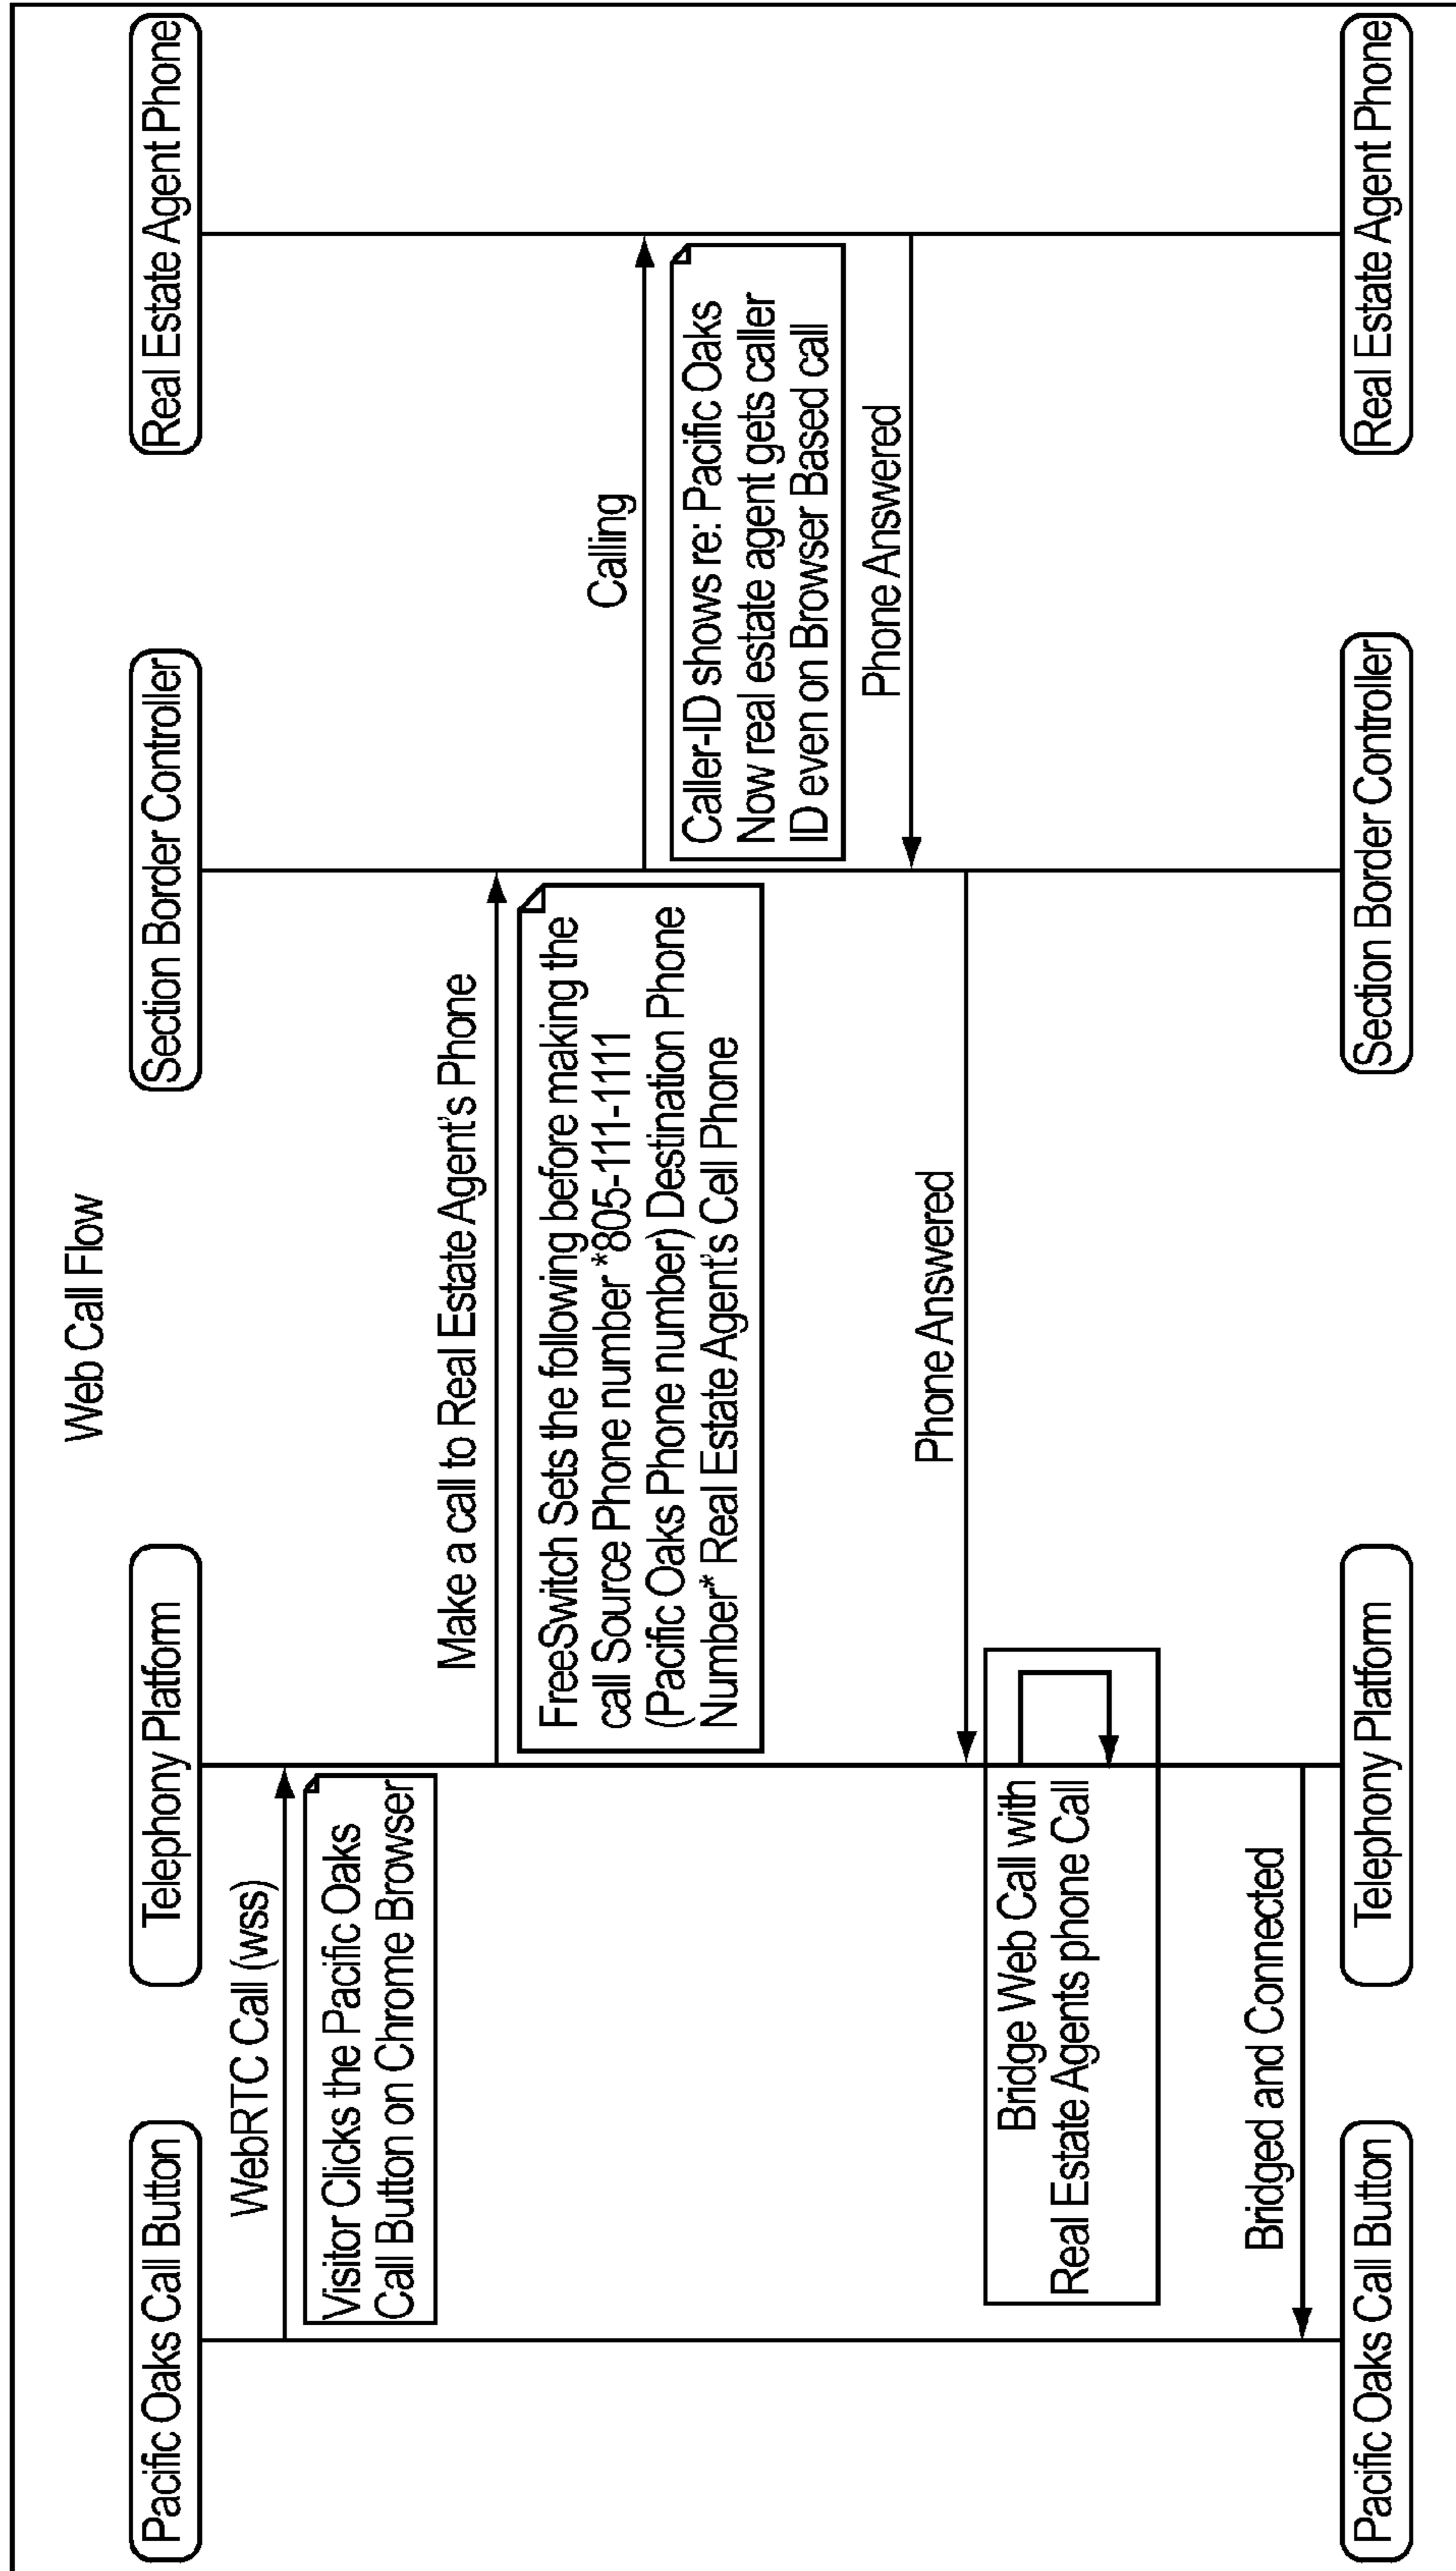 Web Call Flow
Pacific Oaks Call Button
Telephony Platform
Section Border Controller
Real Estate Agent Phone
WebRTC Call (wss)
Visitor Clicks the Pacific Oaks
Call Button on Chrome Browser
Make a call to Real Estate Agent's Phone
FreeSwitch Sets the following before making the
call Source Phone number *805-111-1111
(Pacific Oaks Phone number) Destination Phone
Number* Real Estate Agent's Cell Phone
Calling
Caller-ID shows re: Pacific Oaks
Now real estate agent gets caller
ID even on Browser Based call
Phone Answered
Phone Answered
Bridge Web Call with
Real Estate Agents phone Call
Bridged and Connected
Pacific Oaks Call Button
Telephony Platform
Section Border Controller
Real Estate Agent Phone